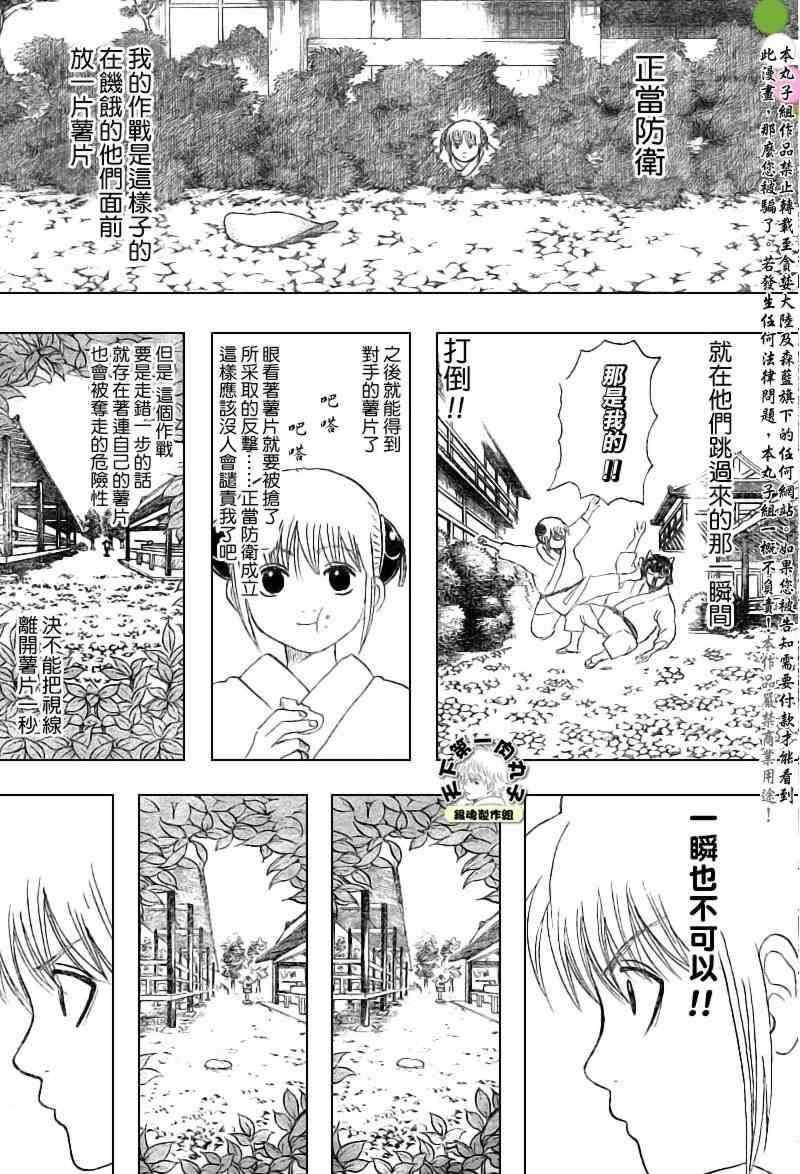 正當防衛
我的作戰是這樣子的
在饑餓的他們面前
放一片薯片
就在他們跳過來的那一瞬間
那是我的!!
打倒!!
之後就能得到
對手的薯片了
吧嗒
吧嗒
眼看著薯片就要被搶了
所采取的反擊……正當防衛成立
這樣應該沒人會譴責我了吧
但是 這個作戰
要是走錯一步的話
就存在著連自己的薯片
也會被奪走的危險性
決不能把視線
離開薯片一秒
一瞬也不可以!!
天下第一肉丸子
銀魂製作組
本丸子組作品禁止轉載至貪婪大陸及森藍旗下的任何網站,如果您被告知需要付款才能看到
此漫畫,那麼您被騙了。若發生任何法律問題,本丸子組一概不負責!本作品嚴禁商業用途!